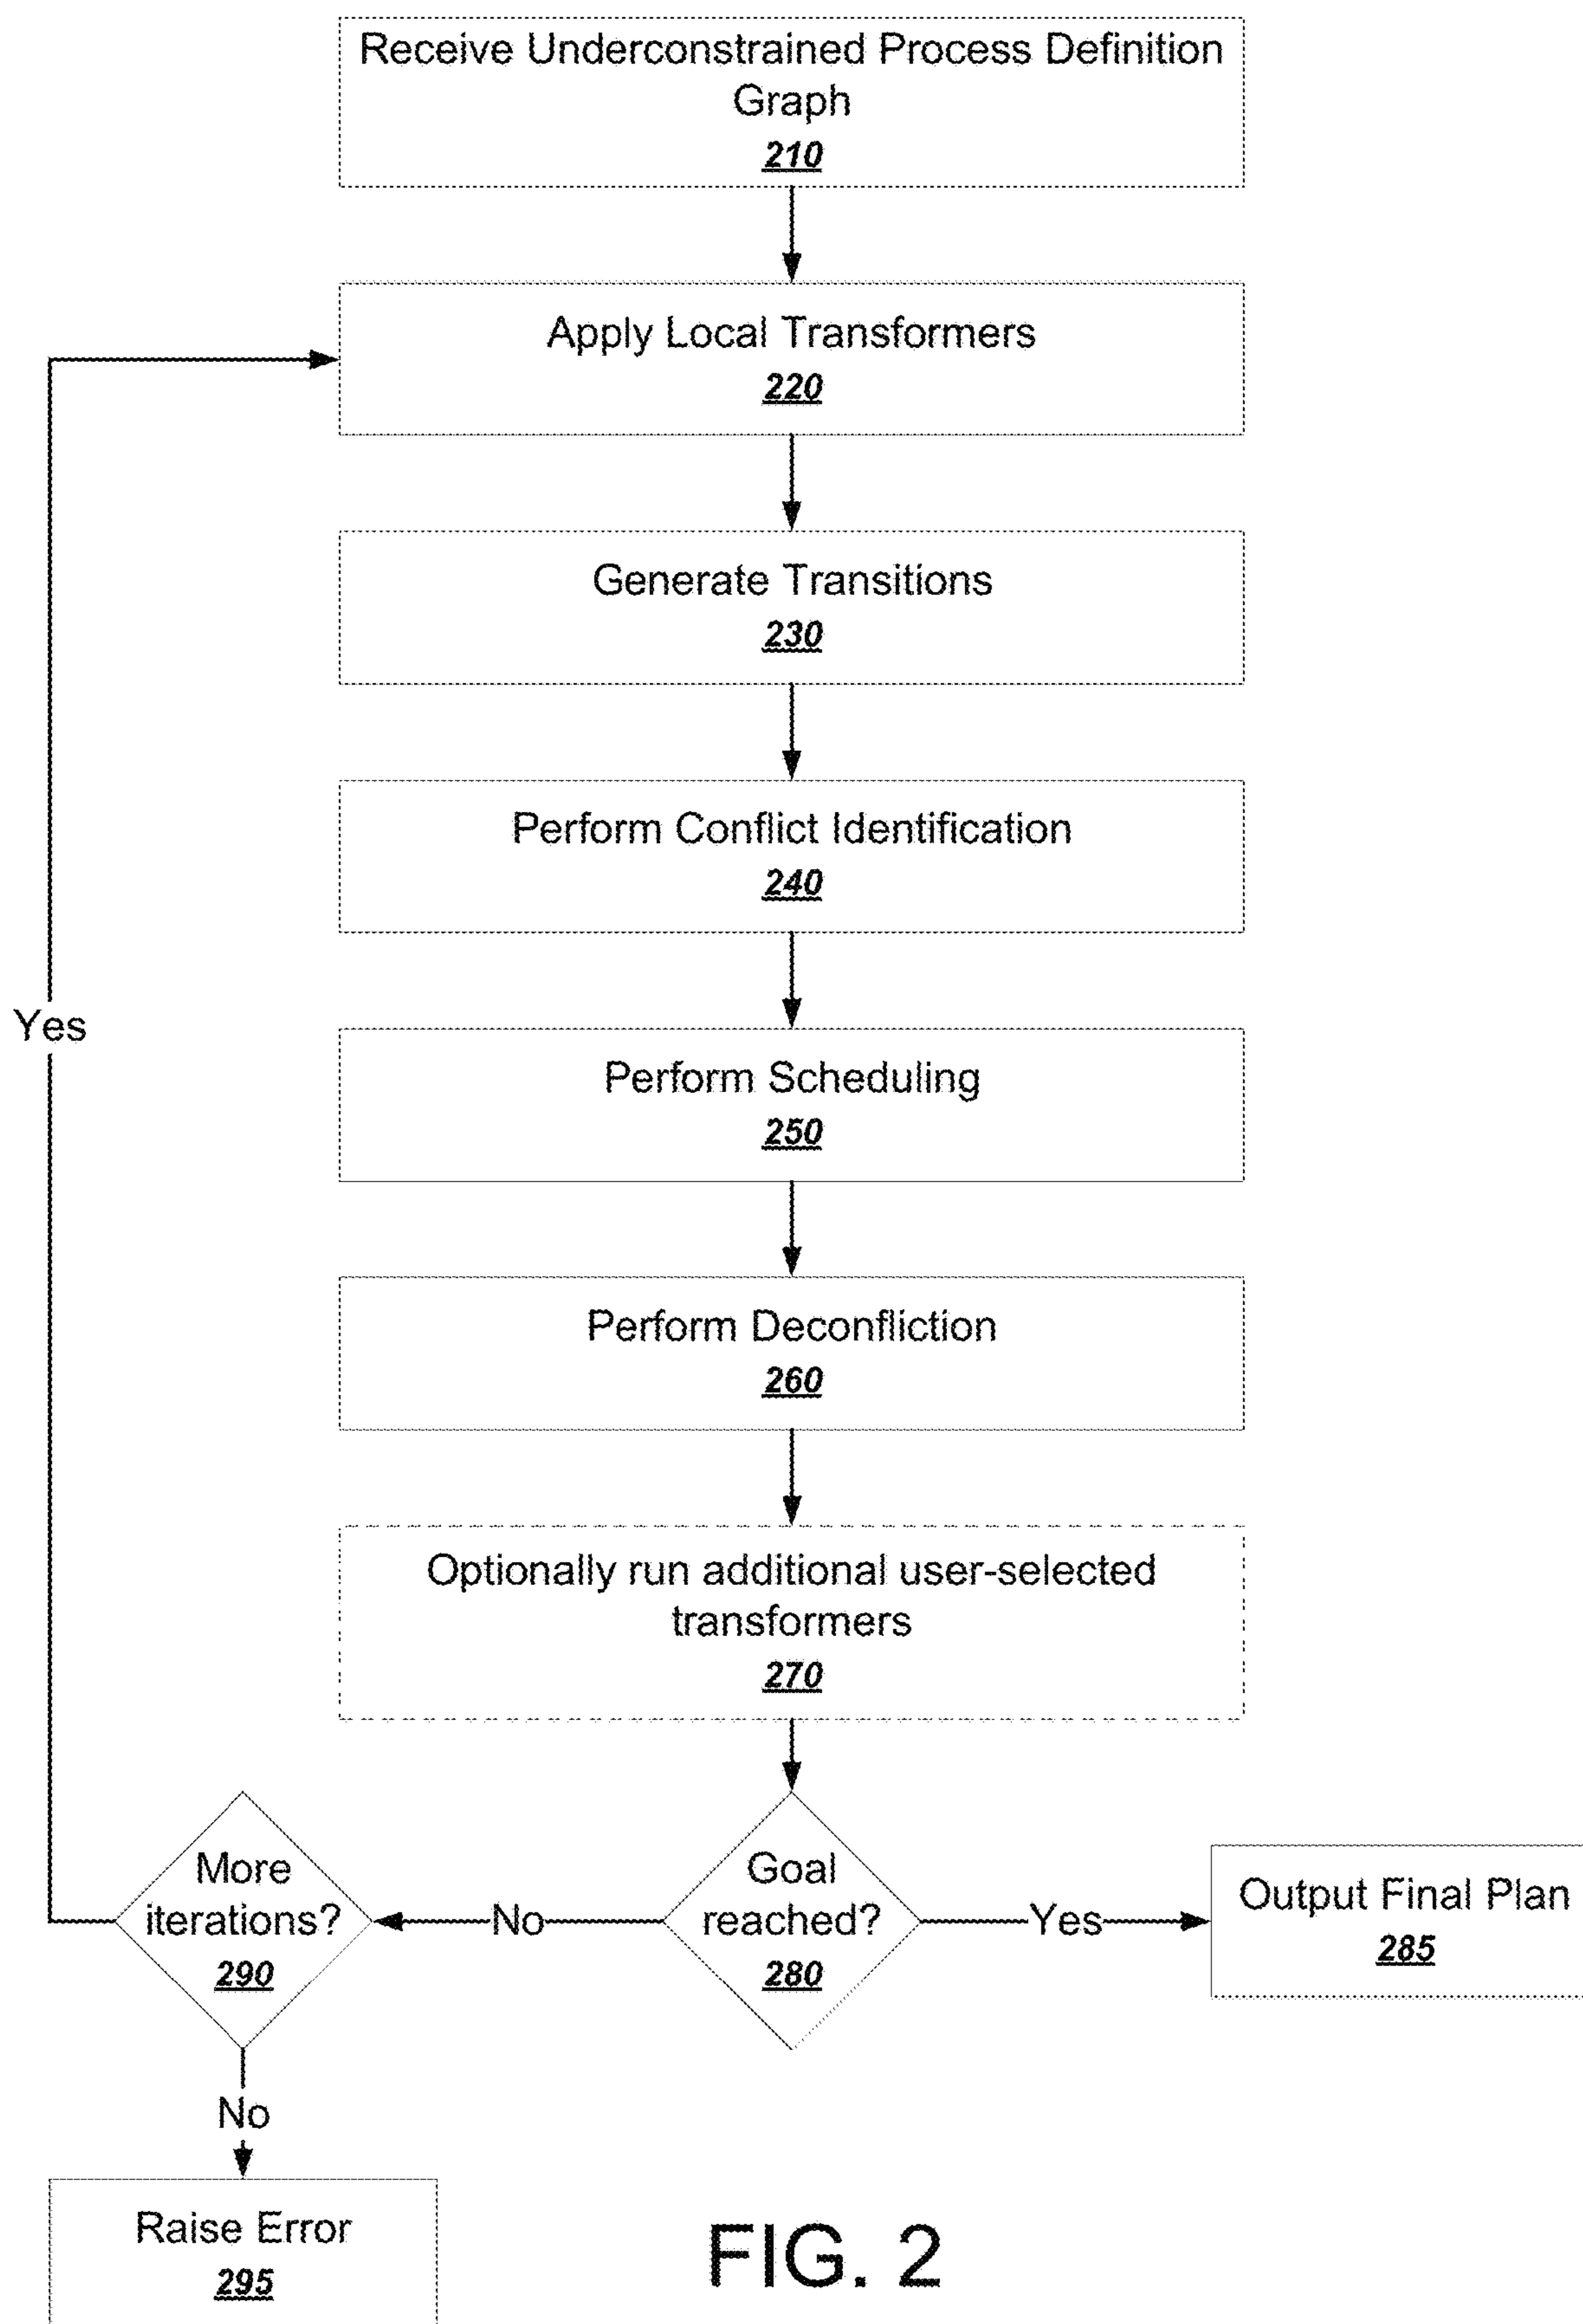 Receive Underconstrained Process Definition
Graph
210
Apply Local Transformers
220
Generate Transitions
230
Perform Conflict Identification
240
Yes
Perform Scheduling
250
Perform Deconfliction
260
Optionally run additional user-selected
transformers
270
More
iterations?
290
No
Goal
reached?
280
Yes
Output Final Plan
285
No
Raise Error
295
FIG. 2